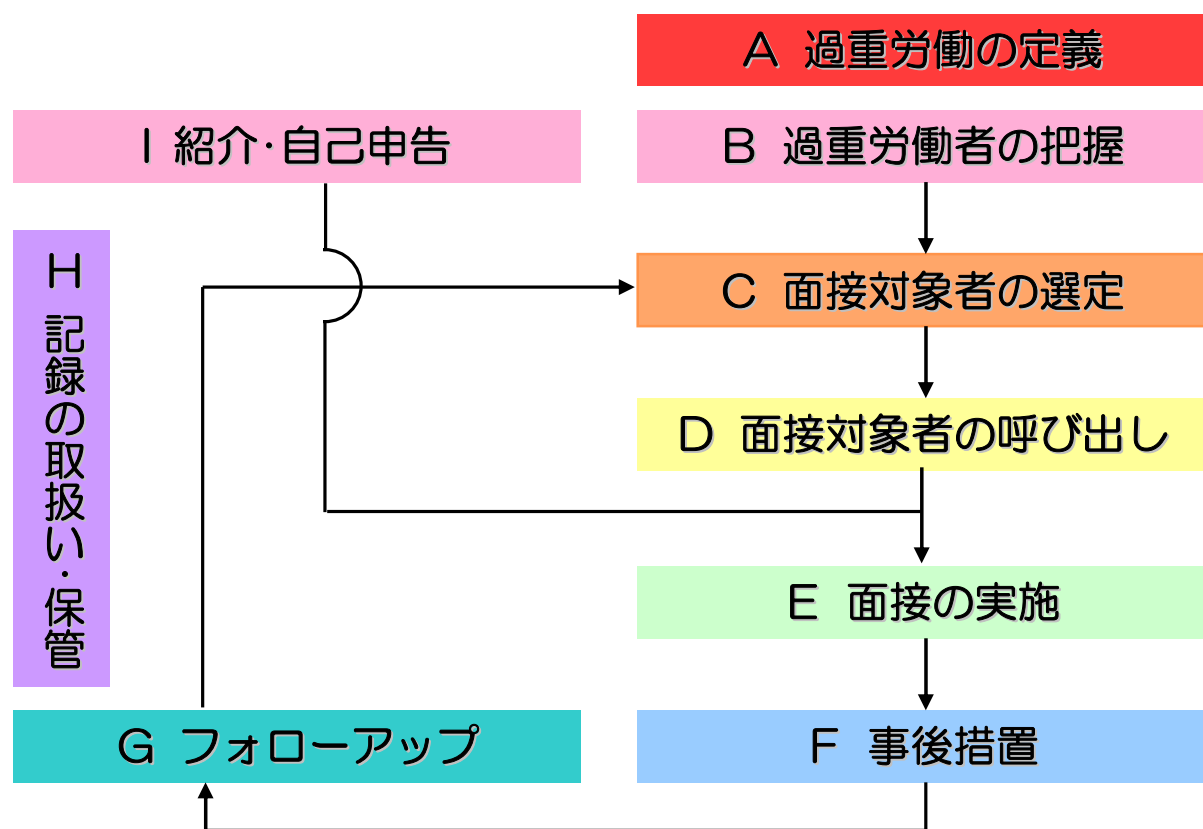 A 過重労働の定義
I 紹介・自己申告
B 過重労働者の把握
H 記録の取扱い・保管
C 面接対象者の選定
D 面接対象者の呼び出し
E 面接の実施
G フォローアップ
F 事後措置